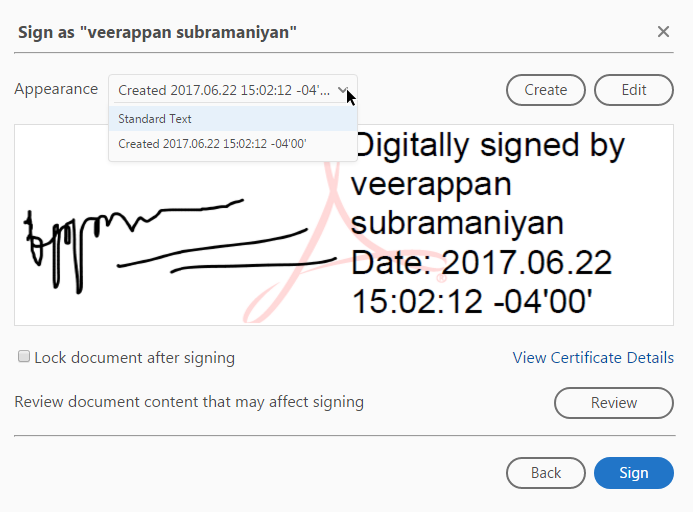 Sign as "veerappan subramaniyan"
Appearance
Created 2017.06.22 15:02:12 -04'...
Create
Edit
Standard Text
Created 2017.06.22 15:02:12 -04'00'
Digitally signed by
veerappan
subramaniyan
Date: 2017.06.22
15:02:12 -04'00'
Lock document after signing
View Certificate Details
Review document content that may affect signing
Review
Back
Sign